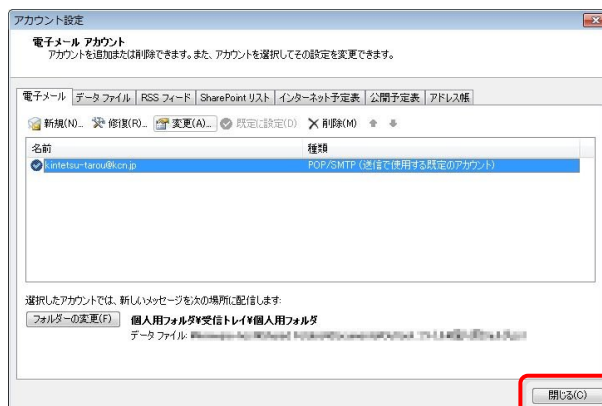 アカウント設定
電子メール アカウント
アカウントを追加または削除できます。また、アカウントを選択してその設定を変更できます。
電子メール データ ファイル RSS フィード SharePoint リスト インターネット予定表 公開予定表 アドレス帳
新規(N)... 修復(R)... 変更(A)... 既定に設定(D) 削除(M)
名前 種類
kintetsu-tarou@kcn.jp POP/SMTP (送信で使用する既定のアカウント)
選択したアカウントでは、新しいメッセージを次の場所に配信します:
フォルダーの変更(F) 個人用フォルダ¥受信トレイ¥個人用フォルダ
データ ファイル:
閉じる(C)